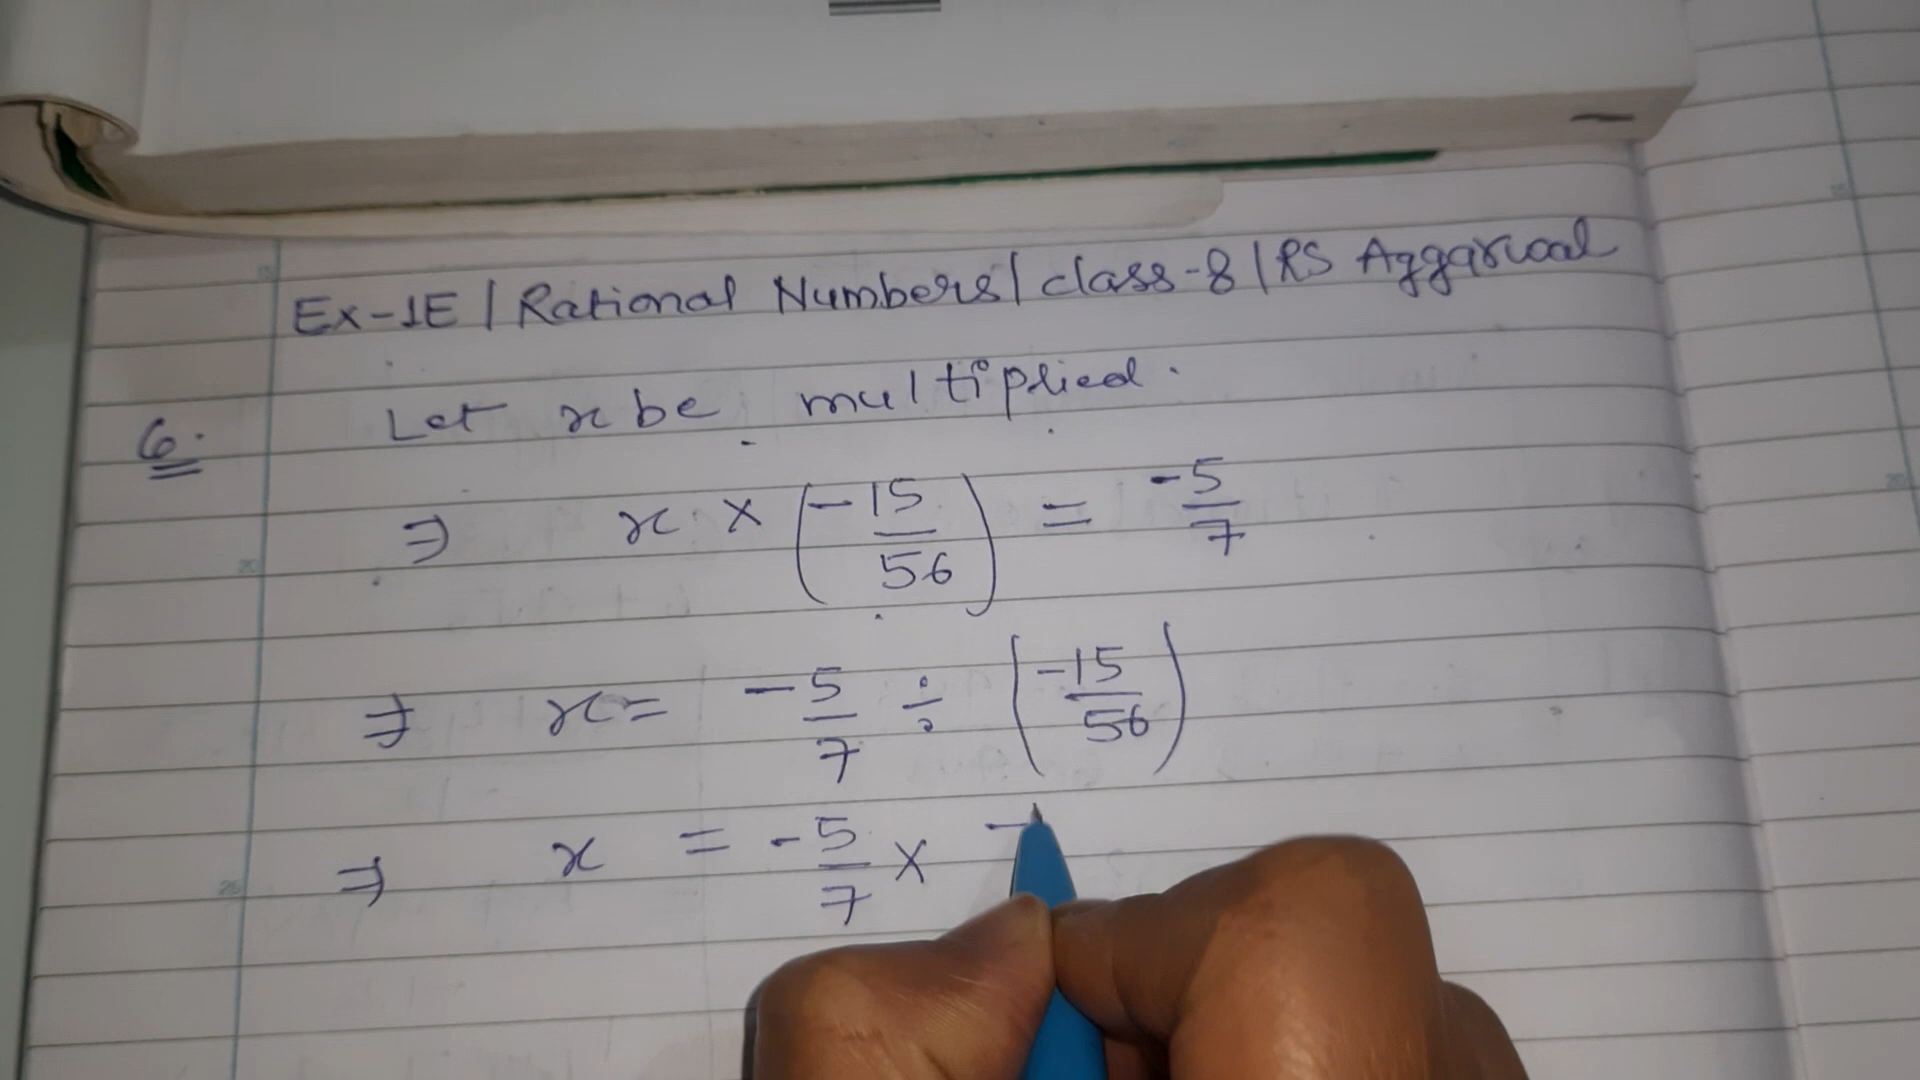 Ex-1E / Rational Numbers / class-8 / RS Aggarwal
6. Let x be multiplied.
⇒ x × (-15/56) = -5/7
⇒ x = -5/7 ÷ (-15/56)
⇒ x = -5/7 × -